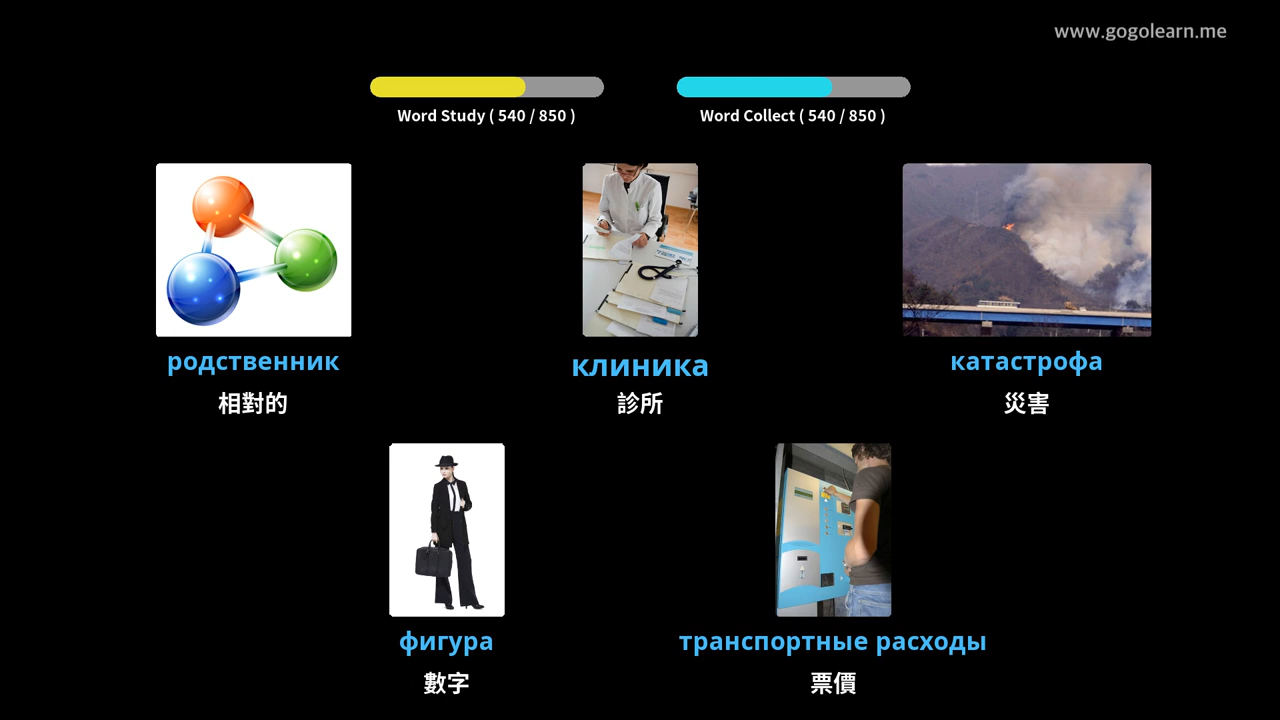 www.gogolearn.me
Word Study ( 540 / 850 )
Word Collect ( 540 / 850 )
родственник
клиника
катастрофа
相對的
診所
災害
фигура
транспортные расходы
數字
票價